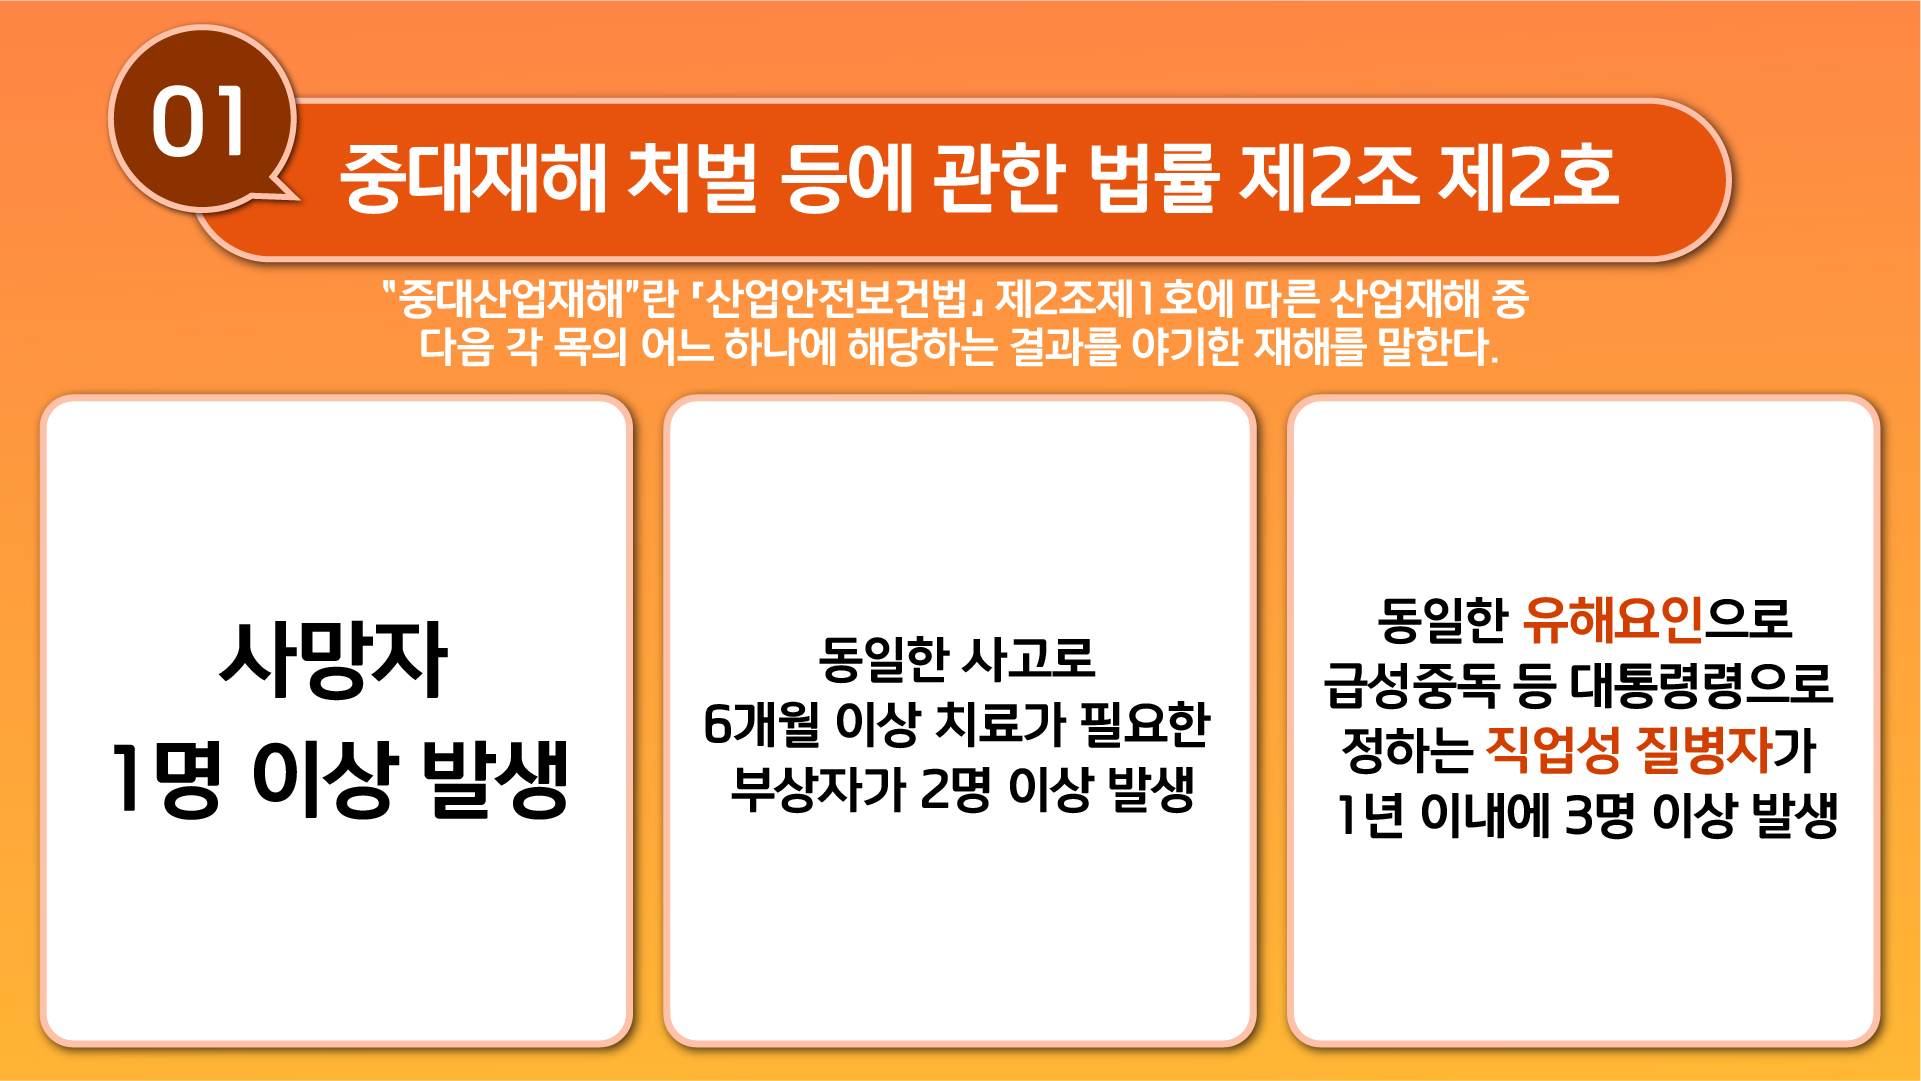 01
중대재해 처벌 등에 관한 법률 제2조 제2호
“중대산업재해”란 「산업안전보건법」 제2조제1호에 따른 산업재해 중
다음 각 목의 어느 하나에 해당하는 결과를 야기한 재해를 말한다.
사망자
1명 이상 발생
동일한 사고로
6개월 이상 치료가 필요한
부상자가 2명 이상 발생
동일한 유해요인으로
급성중독 등 대통령령으로
정하는 직업성 질병자가
1년 이내에 3명 이상 발생